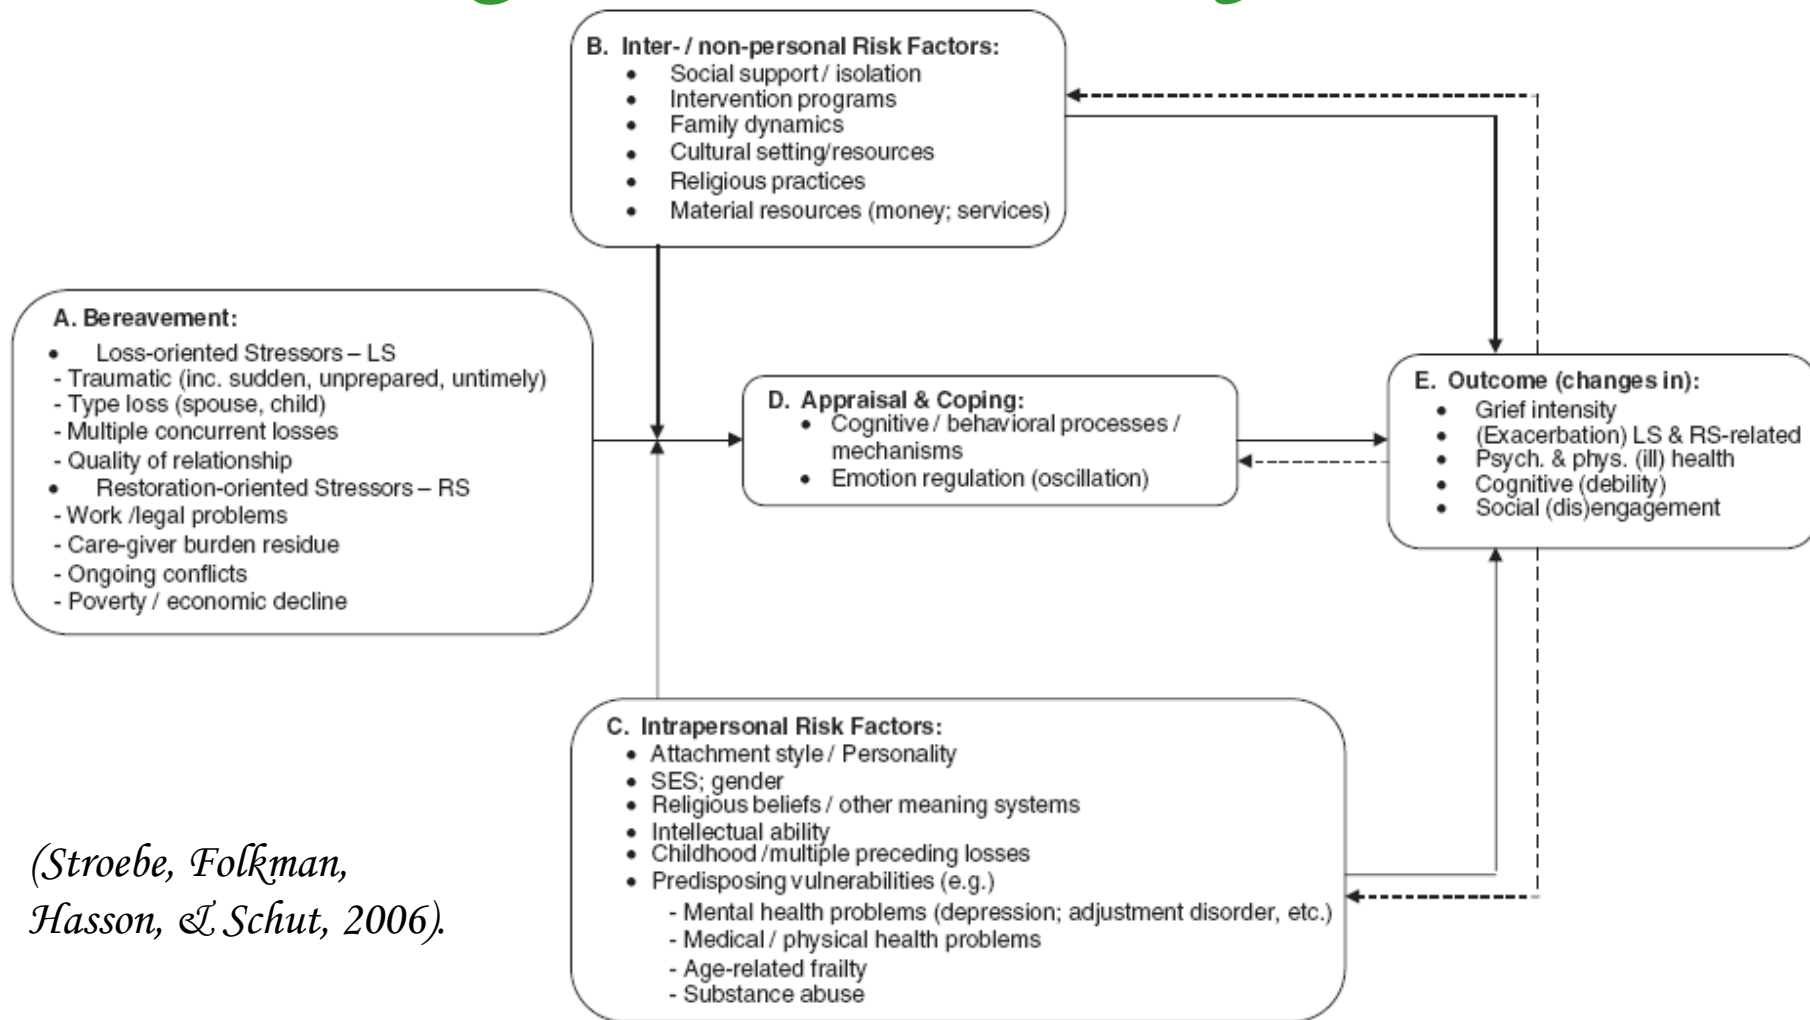 B. Inter- / non-personal Risk Factors:
• Social support / isolation
• Intervention programs
• Family dynamics
• Cultural setting/resources
• Religious practices
• Material resources (money; services)
A. Bereavement:
• Loss-oriented Stressors – LS
- Traumatic (inc. sudden, unprepared, untimely)
- Type loss (spouse, child)
- Multiple concurrent losses
- Quality of relationship
• Restoration-oriented Stressors – RS
- Work /legal problems
- Care-giver burden residue
- Ongoing conflicts
- Poverty / economic decline
D. Appraisal & Coping:
• Cognitive / behavioral processes /
mechanisms
• Emotion regulation (oscillation)
E. Outcome (changes in):
• Grief intensity
• (Exacerbation) LS & RS-related
• Psych. & phys. (ill) health
• Cognitive (debility)
• Social (dis)engagement
C. Intrapersonal Risk Factors:
• Attachment style / Personality
• SES; gender
• Religious beliefs / other meaning systems
• Intellectual ability
• Childhood /multiple preceding losses
• Predisposing vulnerabilities (e.g.)
- Mental health problems (depression; adjustment disorder, etc.)
- Medical / physical health problems
- Age-related frailty
- Substance abuse
(Stroebe, Folkman,
Hasson, & Schut, 2006).